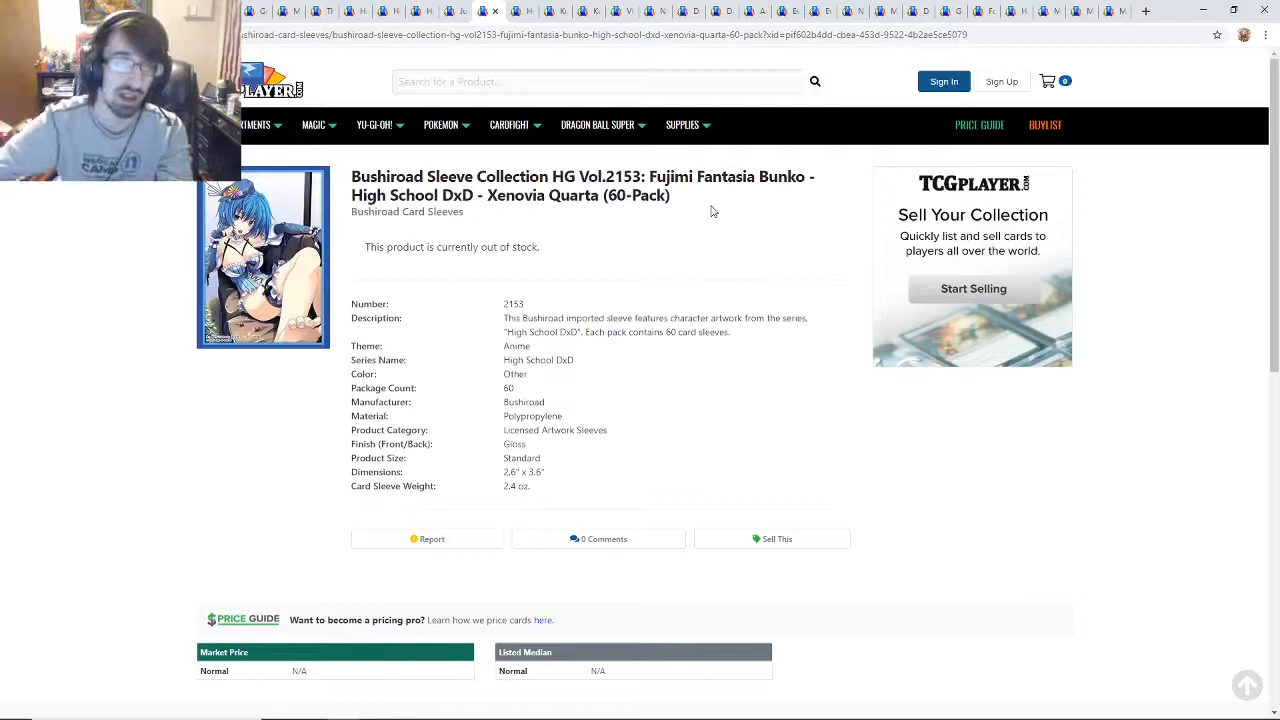 bushiroad-card-sleeves/bushiroad-sleeve-collection-hg-vol2153-fujimi-fantasia-bunko-high-school-dxd-xenovia-quarta-60-pack?xid=pif602b4dd-cbea-453d-9522-4b2ae5ce5079
Search for a Product...
Sign In
Sign Up
0
MAGIC
YU-GI-OH!
POKEMON
CARDFIGHT
DRAGON BALL SUPER
SUPPLIES
PRICE GUIDE
BUYLIST
Bushiroad Sleeve Collection HG Vol.2153: Fujimi Fantasia Bunko -
High School DxD - Xenovia Quarta (60-Pack)
Bushiroad Card Sleeves
This product is currently out of stock.
Number: 2153
Description: This Bushiroad imported sleeve features character artwork from the series,
"High School DxD". Each pack contains 60 card sleeves.
Theme: Anime
Series Name: High School DxD
Color: Other
Package Count: 60
Manufacturer: Bushiroad
Material: Polypropylene
Product Category: Licensed Artwork Sleeves
Finish (Front/Back): Gloss
Product Size: Standard
Dimensions: 2.6" x 3.6"
Card Sleeve Weight: 2.4 oz.
Report
0 Comments
Sell This
TCGPLAYER.COM
Sell Your Collection
Quickly list and sell cards to
players all over the world.
Start Selling
PRICE GUIDE Want to become a pricing pro? Learn how we price cards here.
Market Price
Normal N/A
Listed Median
Normal N/A